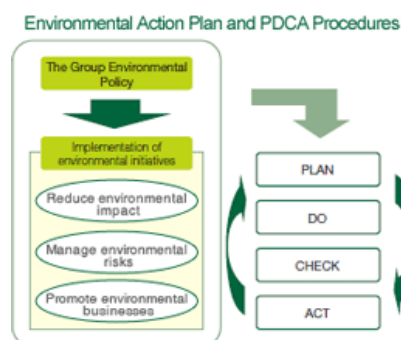 Environmental Action Plan and PDCA Procedures
The Group Environmental
Policy
Implementation of
environmental initiatives
Reduce environmental
impact
Manage environmental
risks
Promote environmental
businesses
PLAN
DO
CHECK
ACT